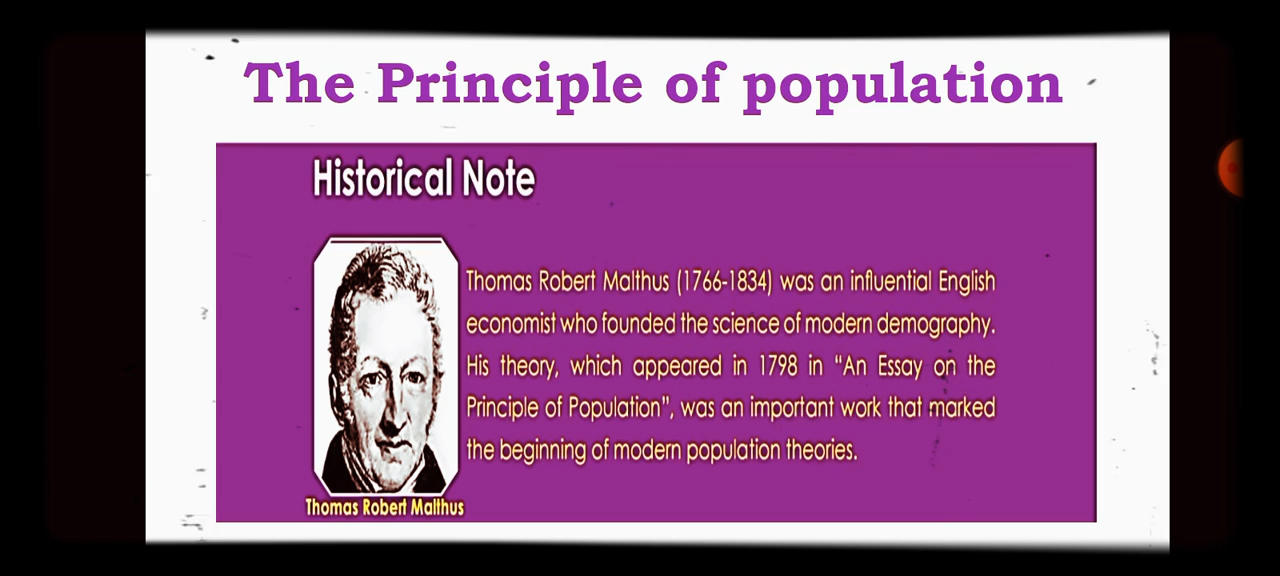 The Principle of population
Historical Note
Thomas Robert Malthus (1766-1834) was an influential English
economist who founded the science of modern demography.
His theory, which appeared in 1798 in “An Essay on the
Principle of Population”, was an important work that marked
the beginning of modern population theories.
Thomas Robert Malthus